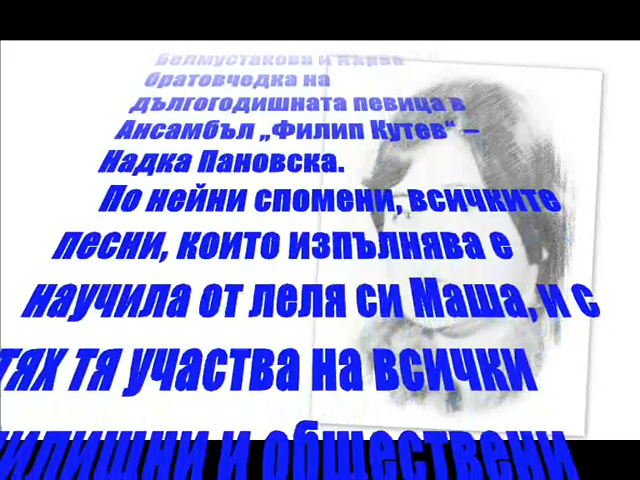 Белмустакова и първа
братовчедка на
дългогодишната певица в
Ансамбъл „Филип Кутев“ –
Надка Пановска.
По нейни спомени, всичките
песни, които изпълнява е
научила от леля си Маша, и с
тях тя участва на всички
и обществени